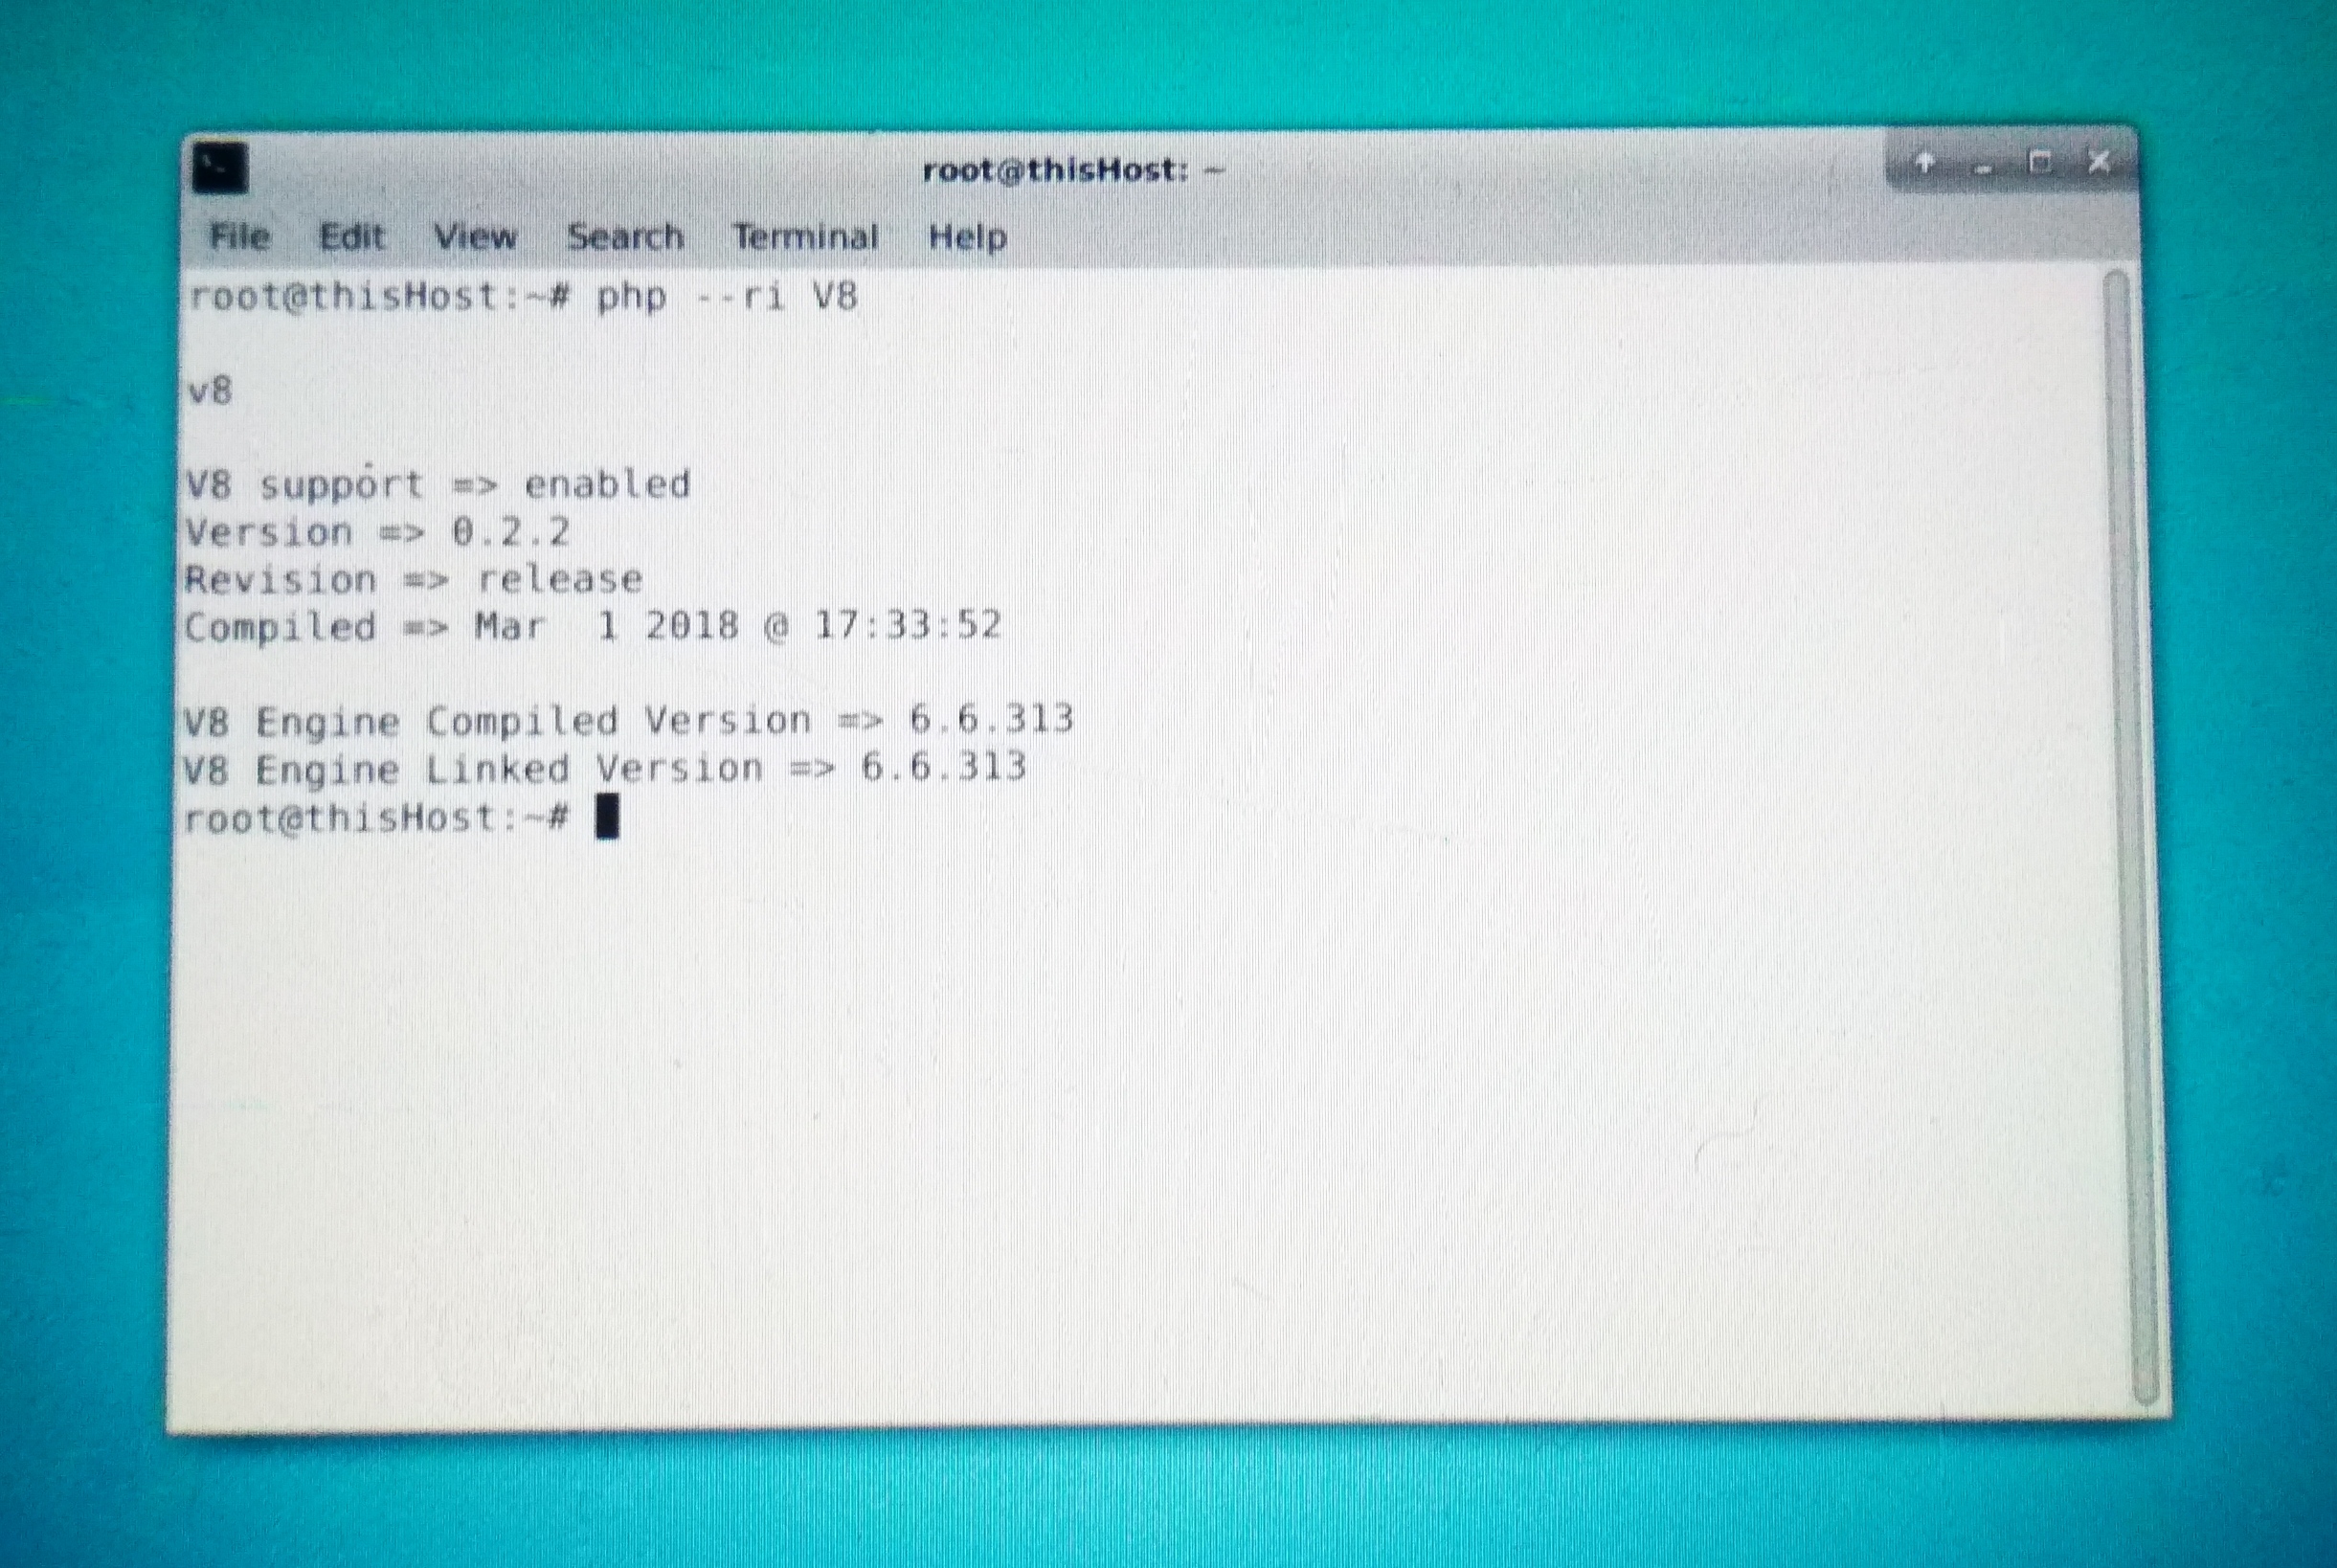 root@thisHost: ~
File Edit View Search Terminal Help
root@thisHost:~# php --ri V8
v8
V8 support => enabled
Version => 0.2.2
Revision => release
Compiled => Mar  1 2018 @ 17:33:52
V8 Engine Compiled Version => 6.6.313
V8 Engine Linked Version => 6.6.313
root@thisHost:~#